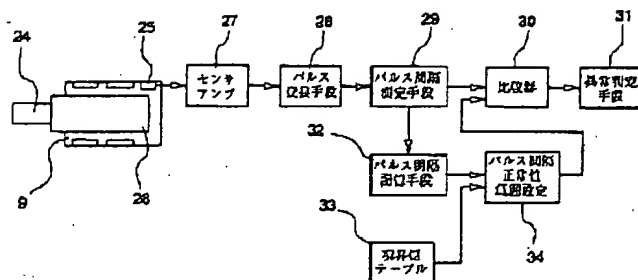 24
25
27
28
29
30
31
センサ
アンプ
パルス
変換手段
パルス間隔
測定手段
比較器
異常判定
手段
9
26
32
パルス間隔
記憶手段
パルス間隔
正常値
範囲設定
33
テーブル
34